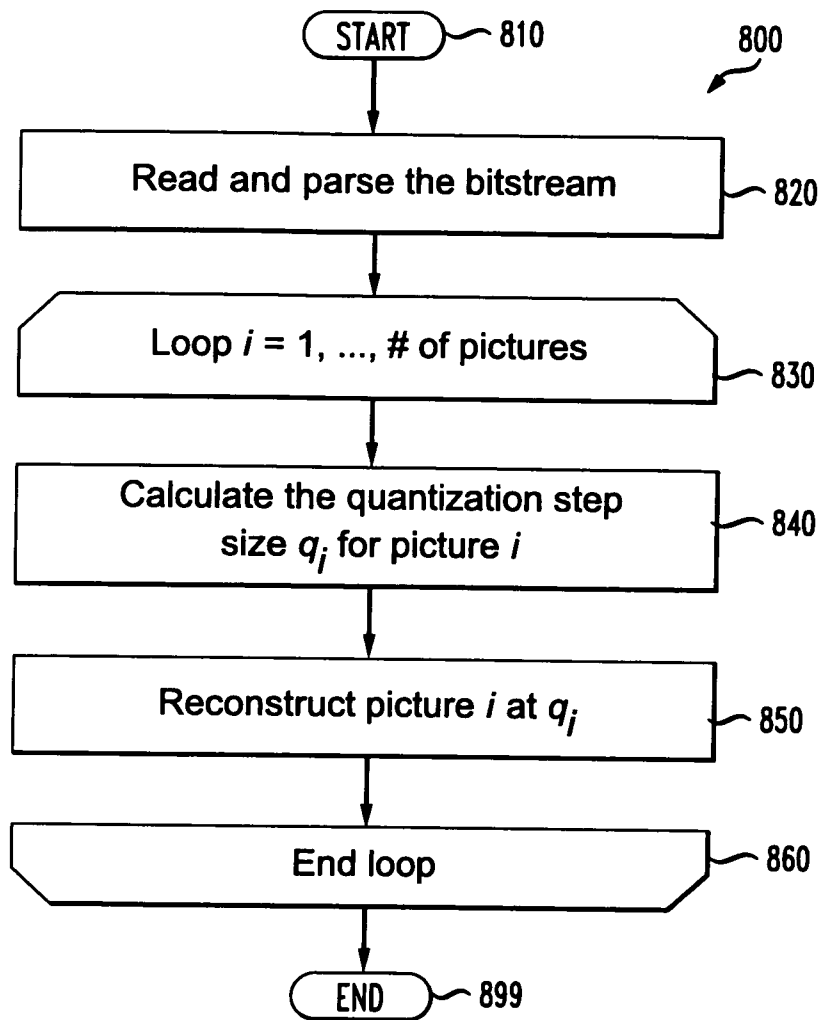 START
810
800
Read and parse the bitstream
820
Loop i = 1, ..., # of pictures
830
Calculate the quantization step
size qi for picture i
840
Reconstruct picture i at qi
850
End loop
860
END
899